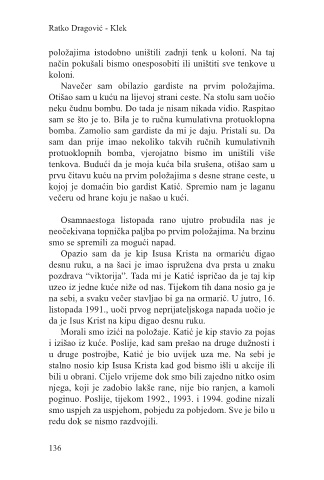 Ratko Dragović - Klek
položajima istodobno uništili zadnji tenk u koloni. Na taj
način pokušali bismo onesposobiti ili uništiti sve tenkove u
koloni.
Navečer sam obilazio gardiste na prvim položajima.
Otišao sam u kuću na lijevoj strani ceste. Na stolu sam uočio
neku čudnu bombu. Do tada je nisam nikada vidio. Raspitao
sam se što je to. Bila je to ručna kumulativna protuoklopna
bomba. Zamolio sam gardiste da mi je daju. Pristali su. Da
sam dan prije imao nekoliko takvih ručnih kumulativnih
protuoklopnih bombi, vjerojatno bismo im uništili više
tenkova. Budući da je moja kuća bila srušena, otišao sam u
prvu čitavu kuću na prvim položajima s desne strane ceste, u
kojoj je domaćin bio gardist Katić. Spremio nam je laganu
večeru od hrane koju je našao u kući.
Osamnaestoga listopada rano ujutro probudila nas je
neočekivana topnička paljba po prvim položajima. Na brzinu
smo se spremili za mogući napad.
Opazio sam da je kip Isusa Krista na ormariću digao
desnu ruku, a na šaci je imao ispružena dva prsta u znaku
pozdrava “viktorija”. Tada mi je Katić ispričao da je taj kip
uzeo iz jedne kuće niže od nas. Tijekom tih dana nosio ga je
na sebi, a svaku večer stavljao bi ga na ormarić. U jutro, 16.
listopada 1991., uoči prvog neprijateljskoga napada uočio je
da je Isus Krist na kipu digao desnu ruku.
Morali smo izići na položaje. Katić je kip stavio za pojas
i izišao iz kuće. Poslije, kad sam prešao na druge dužnosti i
u druge postrojbe, Katić je bio uvijek uza me. Na sebi je
stalno nosio kip Isusa Krista kad god bismo išli u akcije ili
bili u obrani. Cijelo vrijeme dok smo bili zajedno nitko osim
njega, koji je zadobio lakše rane, nije bio ranjen, a kamoli
poginuo. Poslije, tijekom 1992., 1993. i 1994. godine nizali
smo uspjeh za uspjehom, pobjedu za pobjedom. Sve je bilo u
redu dok se nismo razdvojili.
136